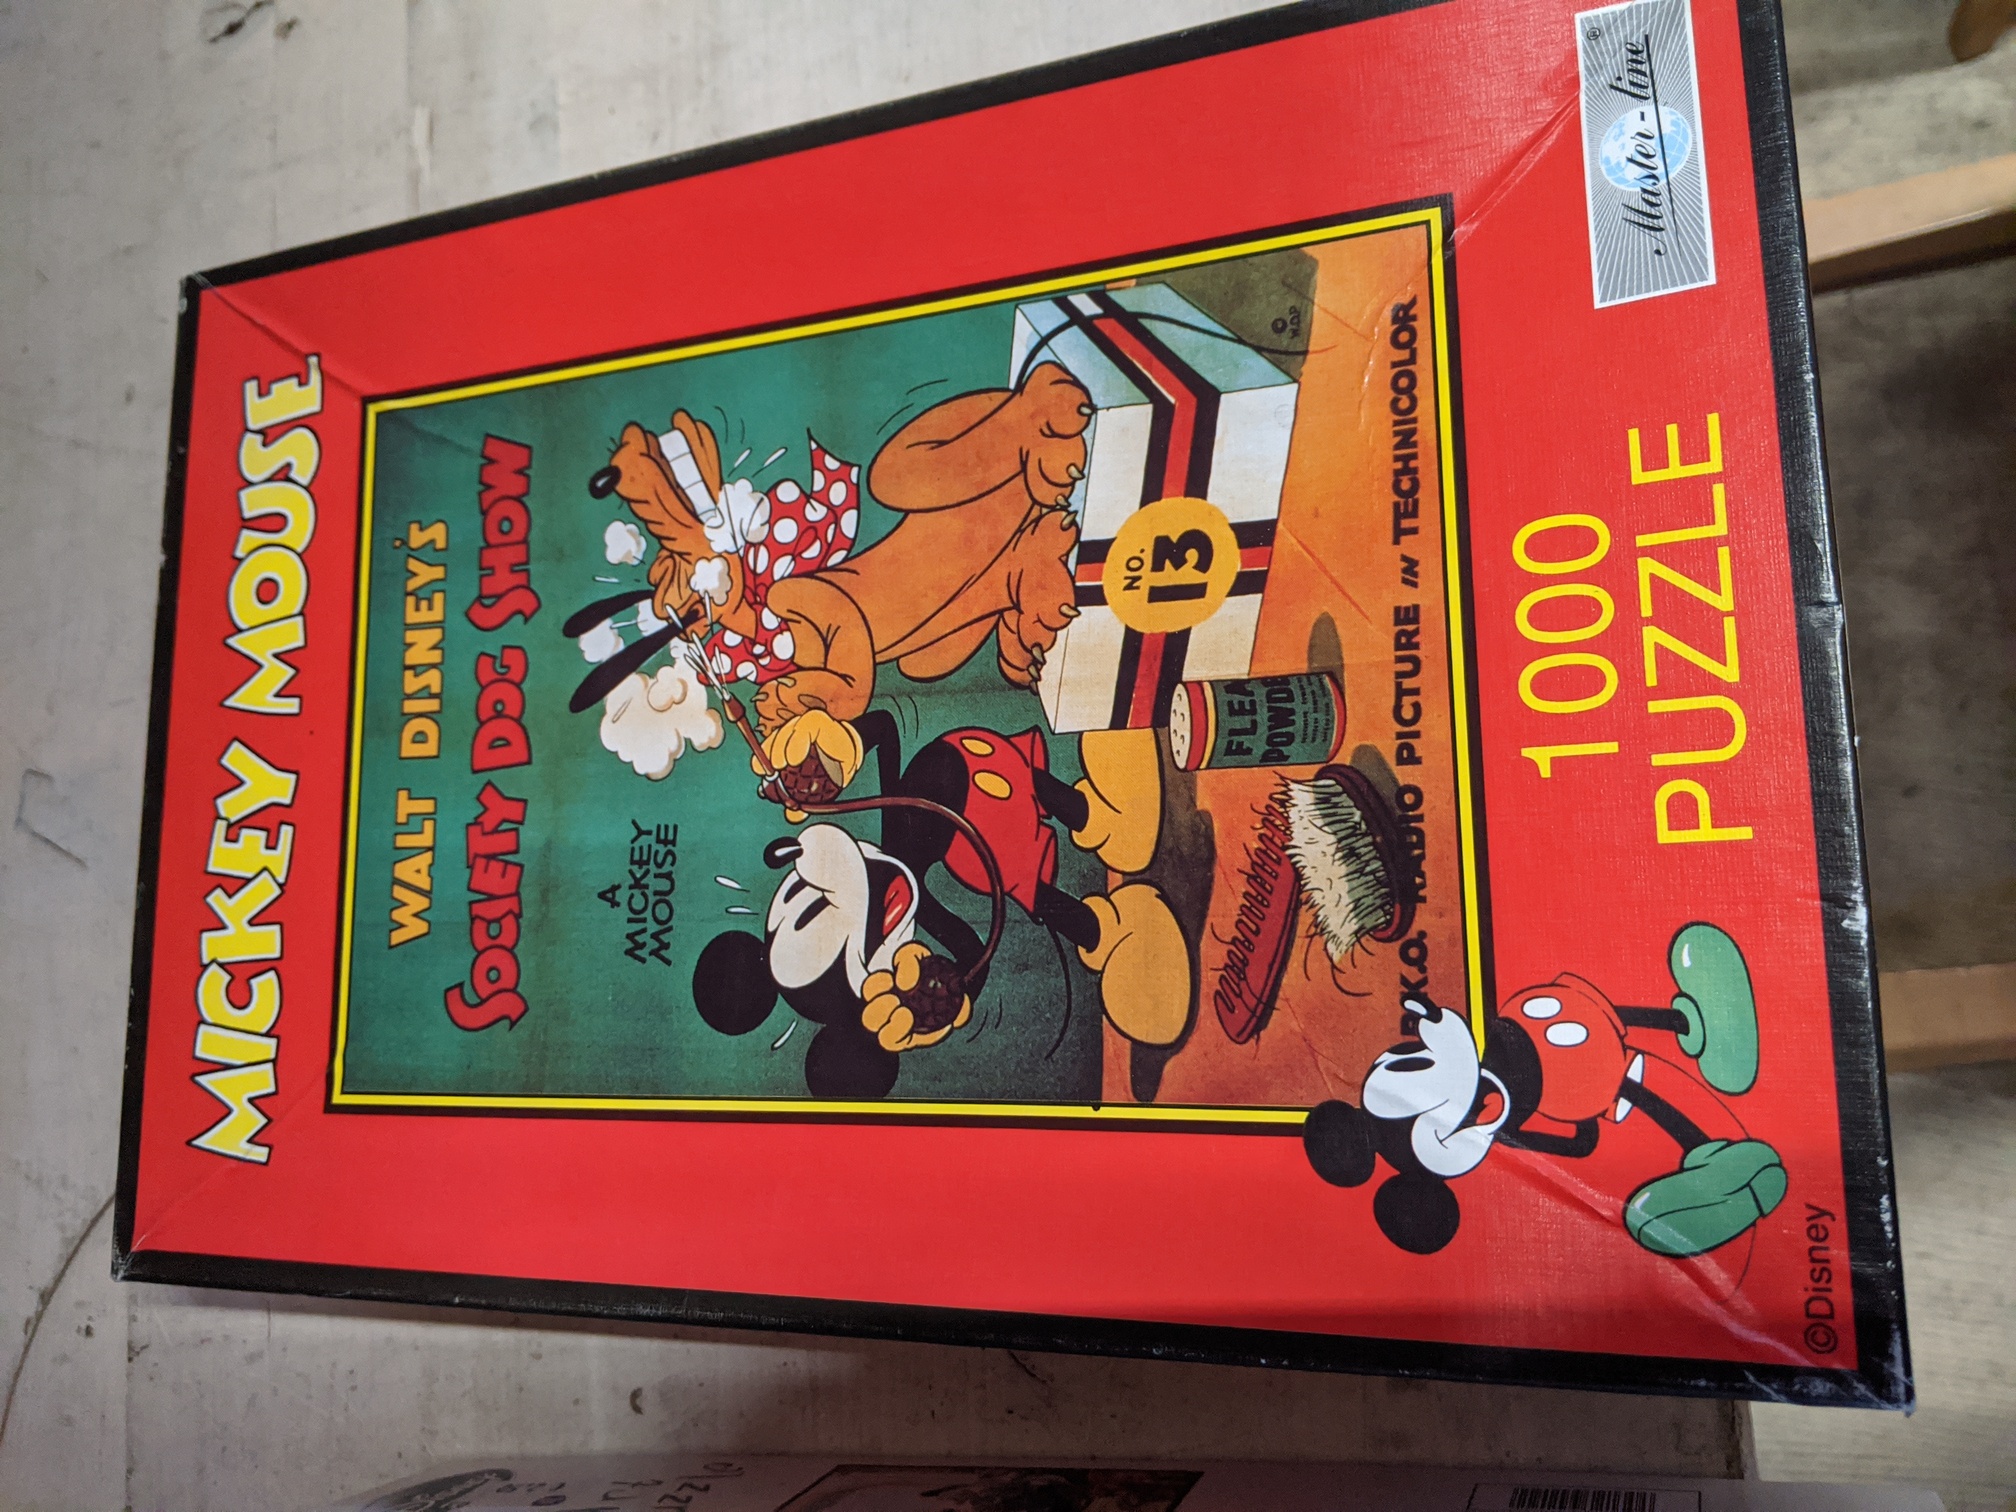 MICKEY MOUSE
WALT DISNEY'S
SOCIETY DOG SHOW
A
MICKEY
MOUSE
NO.
13
FLEA
POWD
© W.D.P.
R.K.O. RADIO PICTURE IN TECHNICOLOR
1000
PUZZLE
Master-line®
©Disney